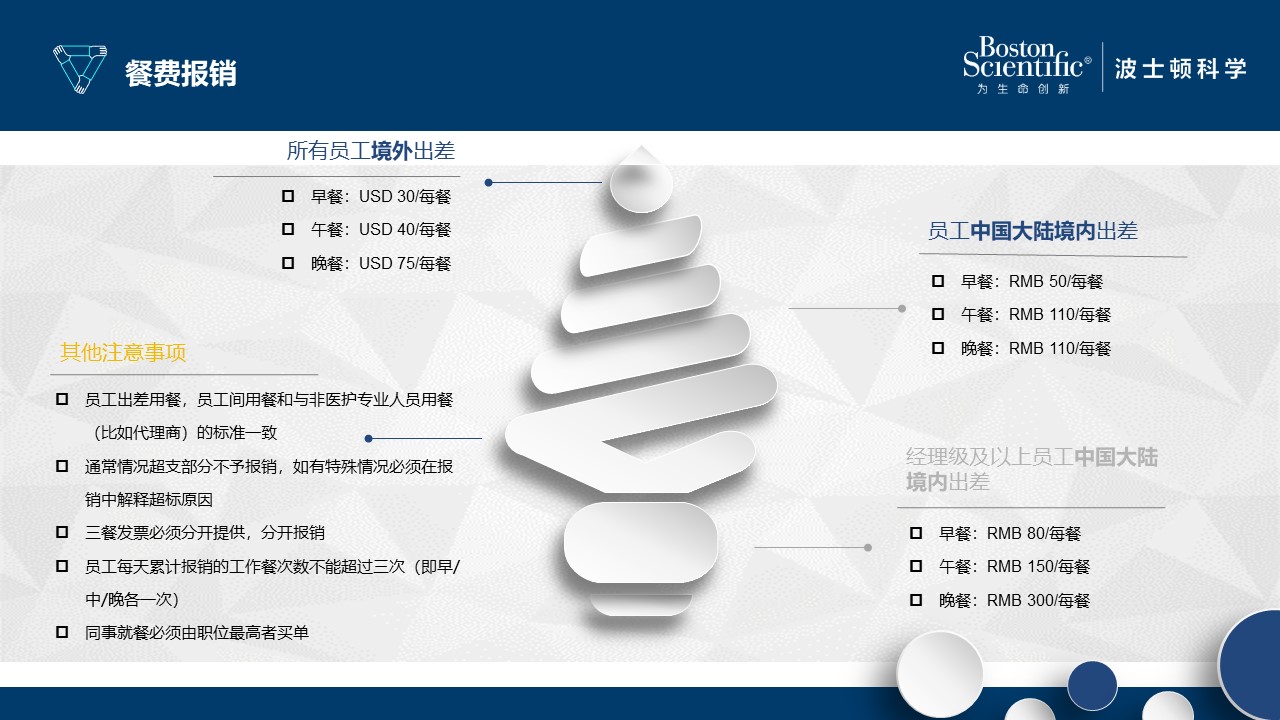 餐费报销
Boston
Scientific®
为生命创新
波士顿科学
所有员工境外出差
早餐：USD 30/每餐
午餐：USD 40/每餐
晚餐：USD 75/每餐
其他注意事项
员工出差用餐，员工间用餐和与非医护专业人员用餐
（比如代理商）的标准一致
通常情况超支部分不予报销，如有特殊情况必须在报
销中解释超标原因
三餐发票必须分开提供，分开报销
员工每天累计报销的工作餐次数不能超过三次（即早/
中/晚各一次）
同事就餐必须由职位最高者买单
员工中国大陆境内出差
早餐：RMB 50/每餐
午餐：RMB 110/每餐
晚餐：RMB 110/每餐
经理级及以上员工中国大陆
境内出差
早餐：RMB 80/每餐
午餐：RMB 150/每餐
晚餐：RMB 300/每餐